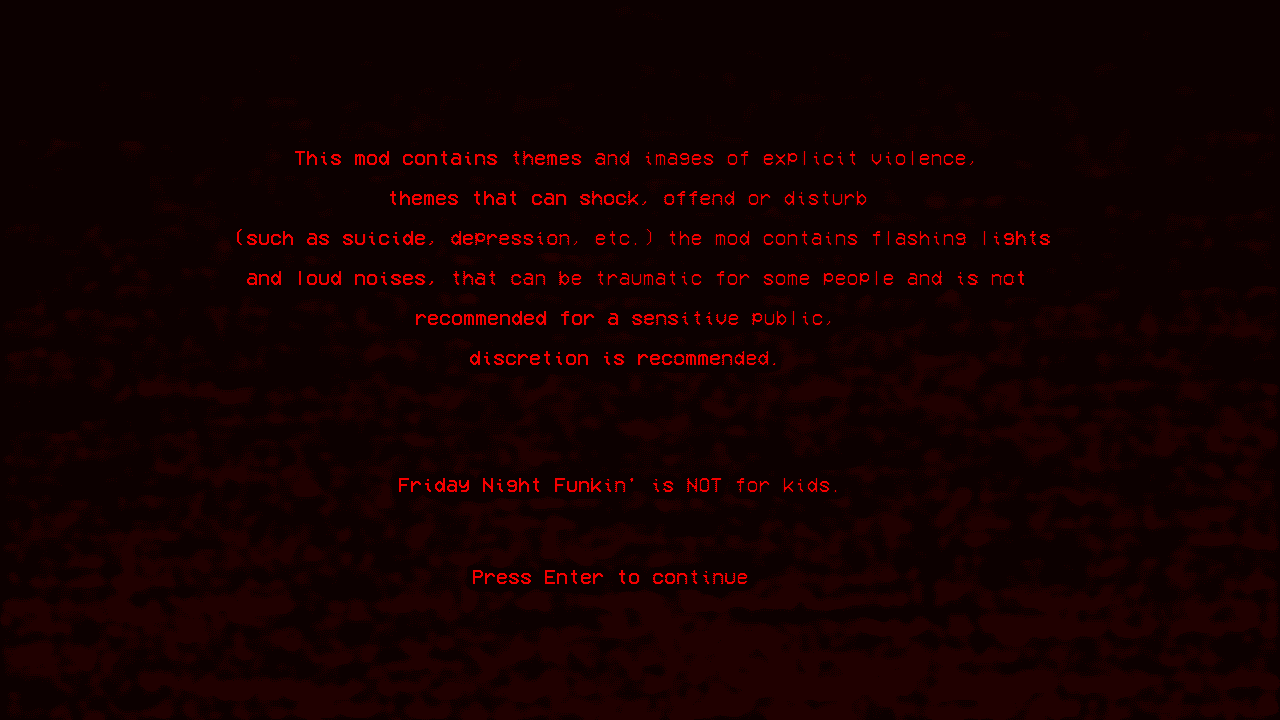 This mod contains themes and images of explicit violence,
themes that can shock, offend or disturb
(such as suicide, depression, etc.) the mod contains flashing lights
and loud noises, that can be traumatic for some people and is not
recommended for a sensitive public,
discretion is recommended.
Friday Night Funkin' is NOT for kids.
Press Enter to continue